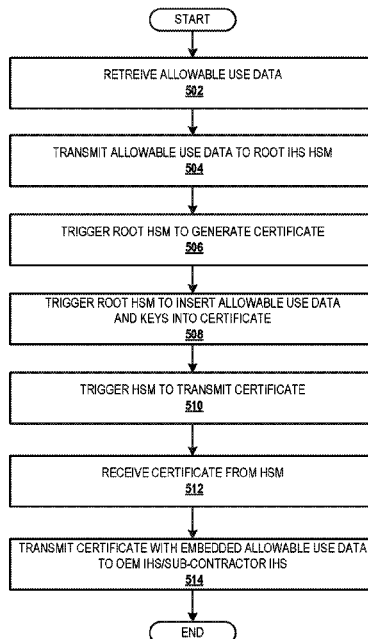 START
RETREIVE ALLOWABLE USE DATA
502
TRANSMIT ALLOWABLE USE DATA TO ROOT IHS HSM
504
TRIGGER ROOT HSM TO GENERATE CERTIFICATE
506
TRIGGER ROOT HSM TO INSERT ALLOWABLE USE DATA
AND KEYS INTO CERTIFICATE
508
TRIGGER HSM TO TRANSMIT CERTIFICATE
510
RECEIVE CERTIFICATE FROM HSM
512
TRANSMIT CERTIFICATE WITH EMBEDDED ALLOWABLE USE DATA
TO OEM IHS/SUB-CONTRACTOR IHS
514
END